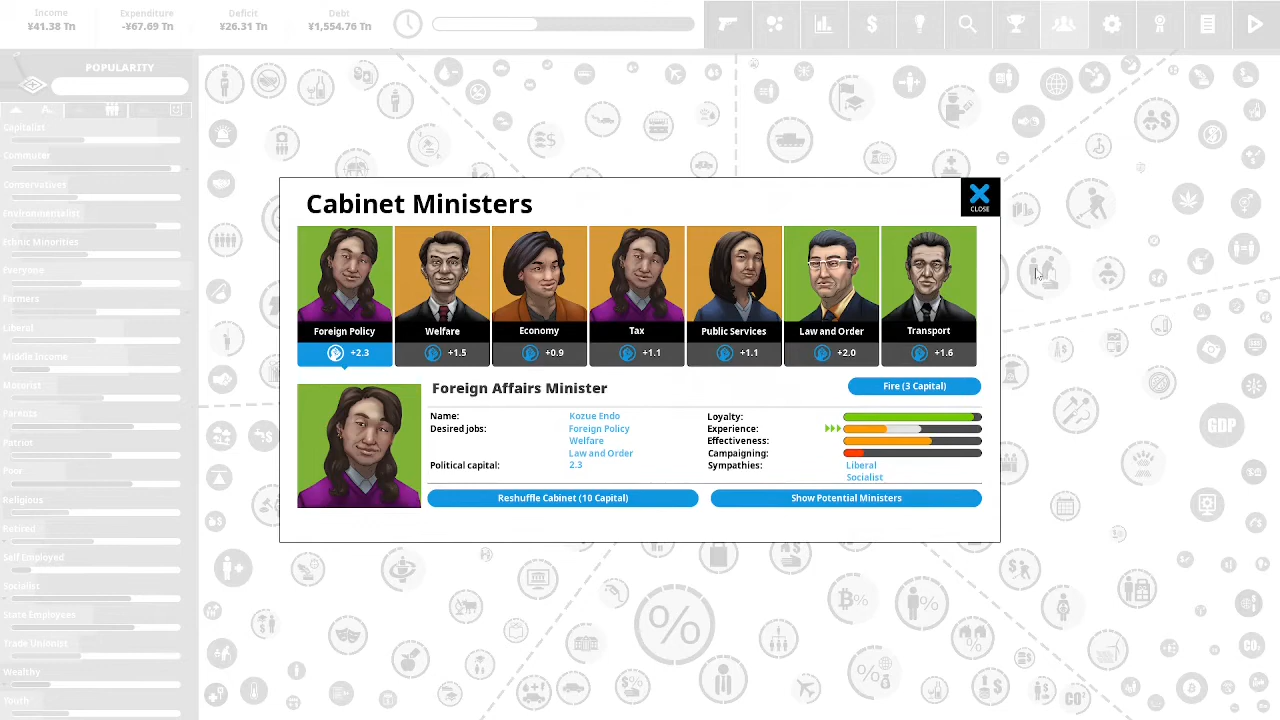 Income Expenditure Deficit Debt
¥41.38 Tn -¥67.69 Tn ¥26.31 Tn ¥1,554.76 Tn
POPULARITY
Capitalist
Commuter
Conservatives
Environmentalist
Ethnic Minorities
Everyone
Farmers
Liberal
Middle Income
Motorist
Parents
Patriot
Poor
Religious
Retired
Self Employed
Socialist
State Employees
Trade Unionist
Wealthy
Youth
Cabinet Ministers
CLOSE
Foreign Policy Welfare Economy Tax Public Services Law and Order Transport
+2.3 +1.5 +0.9 +1.1 +1.1 +2.0 +1.6
Foreign Affairs Minister
Fire (3 Capital)
Name: Kozue Endo
Desired jobs: Foreign Policy
Welfare
Law and Order
Political capital: 2.3
Loyalty:
Experience:
Effectiveness:
Campaigning:
Sympathies: Liberal
Socialist
Reshuffle Cabinet (10 Capital)
Show Potential Ministers
GDP
CO₂
CO²